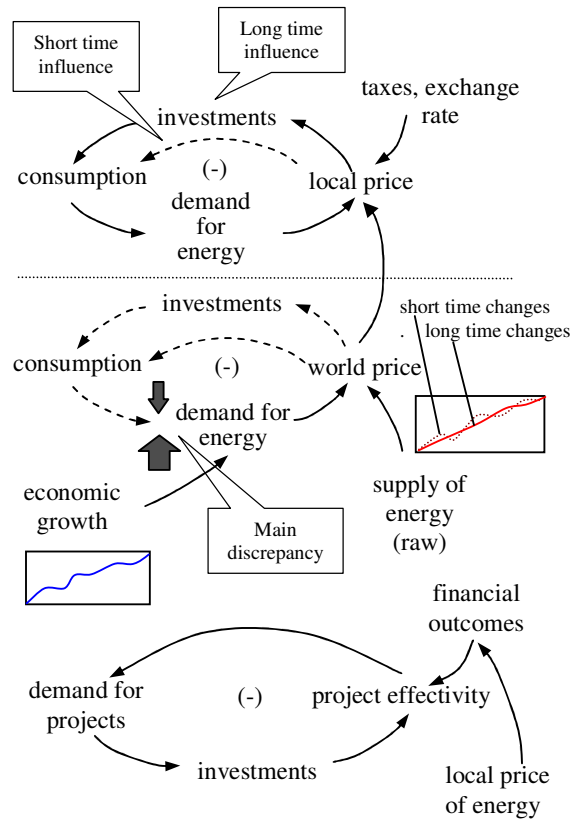 Short time
influence
Long time
influence
taxes, exchange
rate
investments
consumption
(-)
local price
demand
for
energy
investments
short time changes
. long time changes
consumption
(-)
world price
demand for
energy
economic
growth
supply of
energy
(raw)
Main
discrepancy
financial
outcomes
demand for
projects
(-)
project effectivity
investments
local price
of energy